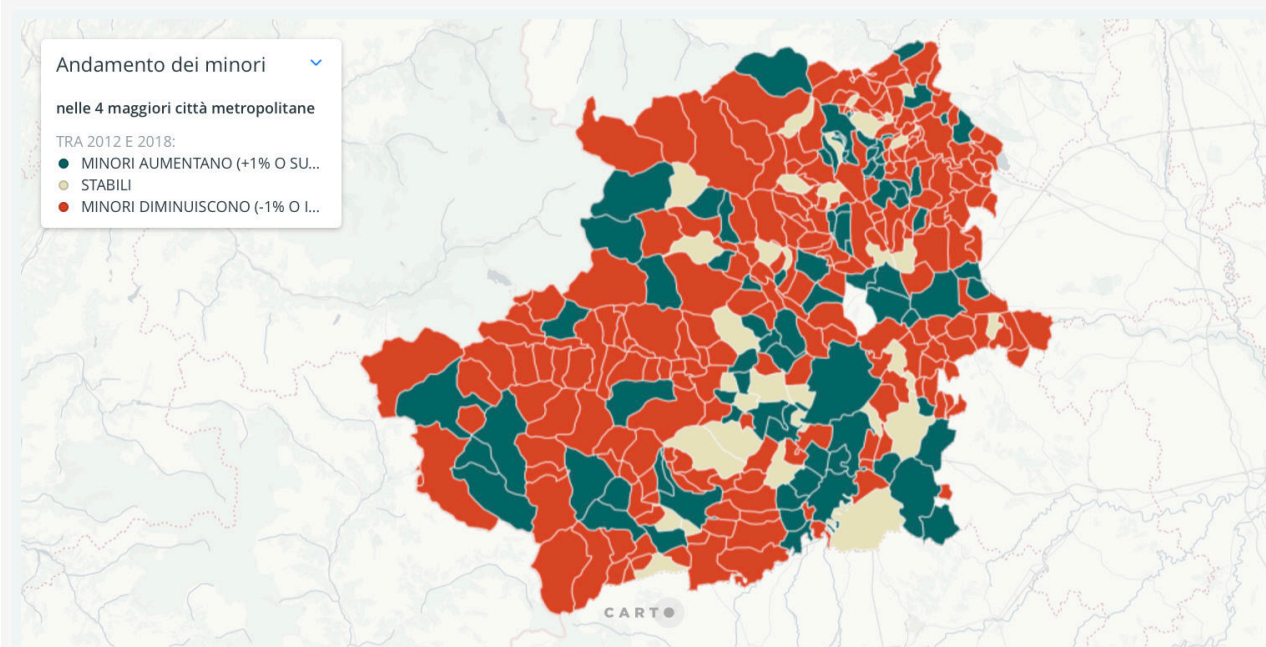 Andamento dei minori
nelle 4 maggiori città metropolitane
TRA 2012 E 2018:
MINORI AUMENTANO (+1% O SU...
STABILI
MINORI DIMINUISCONO (-1% O I...
CARTO